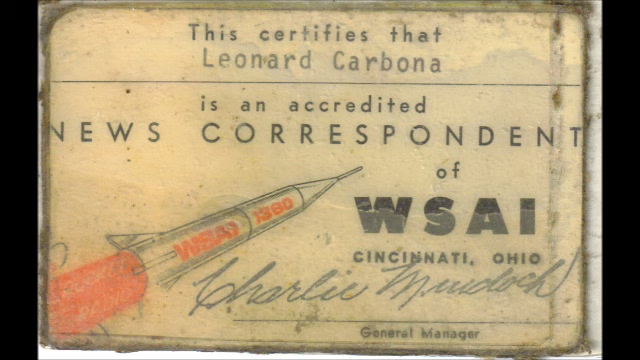 This certifies that
Leonard Carbona
is an accredited
NEWS CORRESPONDENT
of
WSAI
WSAI 1360
CINCINNATI, OHIO
Charlie Murdock
General Manager